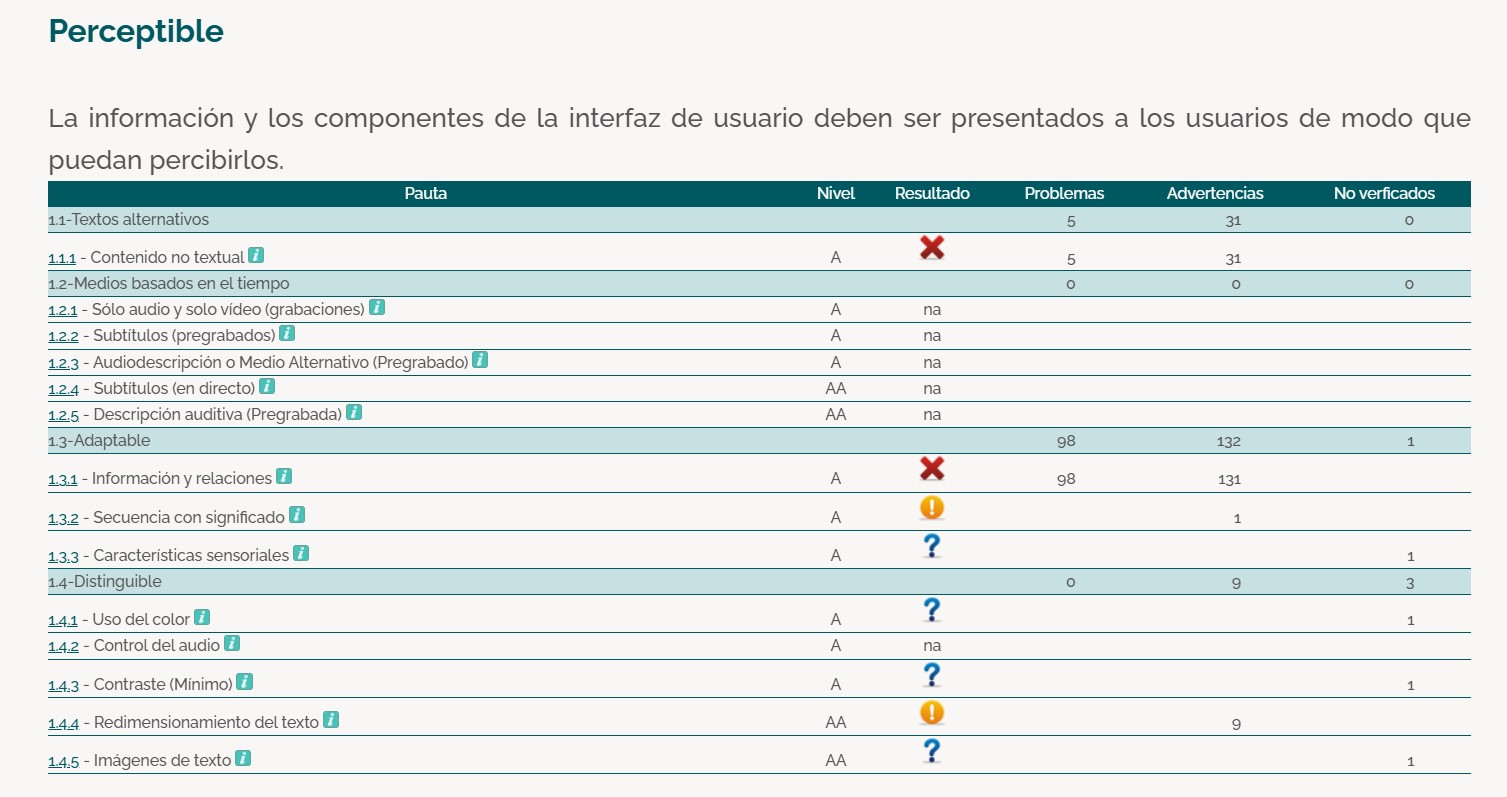 Perceptible
La información y los componentes de la interfaz de usuario deben ser presentados a los usuarios de modo que
puedan percibirlos.
Pauta Nivel Resultado Problemas Advertencias No verficados
1.1-Textos alternativos 5 31 0
1.1.1 - Contenido no textual i A 5 31
1.2-Medios basados en el tiempo 0 0 0
1.2.1 - Sólo audio y solo vídeo (grabaciones) i A na
1.2.2 - Subtítulos (pregrabados) i A na
1.2.3 - Audiodescripción o Medio Alternativo (Pregrabado) i A na
1.2.4 - Subtítulos (en directo) i AA na
1.2.5 - Descripción auditiva (Pregrabada) i AA na
1.3-Adaptable 98 132 1
1.3.1 - Información y relaciones i A 98 131
1.3.2 - Secuencia con significado i A ! 1
1.3.3 - Características sensoriales i A ? 1
1.4-Distinguible 0 9 3
1.4.1 - Uso del color i A ? 1
1.4.2 - Control del audio i A na
1.4.3 - Contraste (Mínimo) i A ? 1
1.4.4 - Redimensionamiento del texto i AA ! 9
1.4.5 - Imágenes de texto i AA ? 1